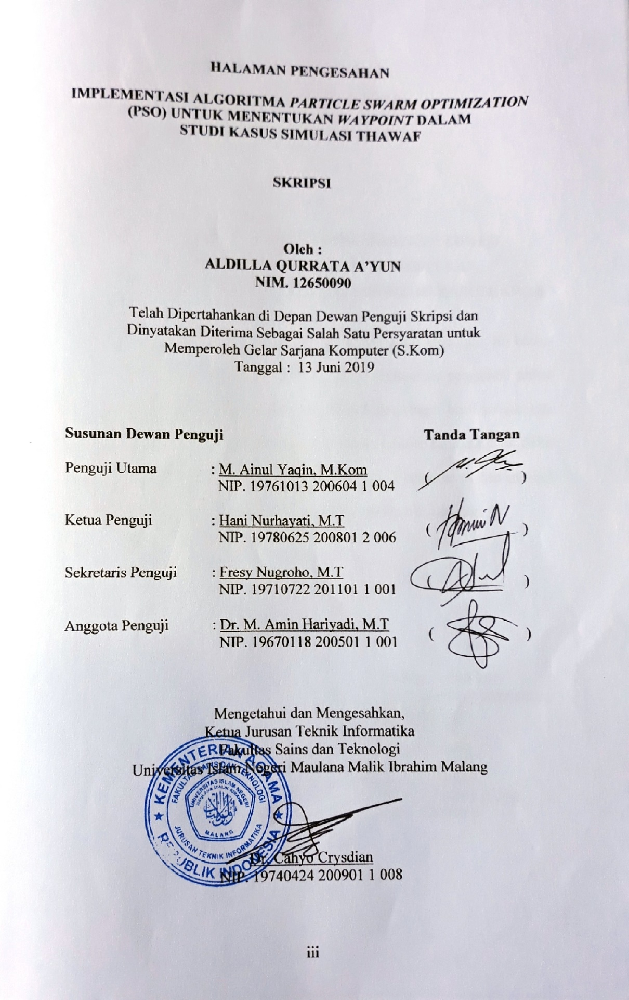 HALAMAN PENGESAHAN
IMPLEMENTASI ALGORITMA PARTICLE SWARM OPTIMIZATION
(PSO) UNTUK MENENTUKAN WAYPOINT DALAM
STUDI KASUS SIMULASI THAWAF
SKRIPSI
Oleh :
ALDILLA QURRATA A’YUN
NIM. 12650090
Telah Dipertahankan di Depan Dewan Penguji Skripsi dan
Dinyatakan Diterima Sebagai Salah Satu Persyaratan untuk
Memperoleh Gelar Sarjana Komputer (S.Kom)
Tanggal : 13 Juni 2019
Susunan Dewan Penguji Tanda Tangan
Penguji Utama : M. Ainul Yaqin, M.Kom ( )
NIP. 19761013 200604 1 004
Ketua Penguji : Hani Nurhayati, M.T ( )
NIP. 19780625 200801 2 006
Sekretaris Penguji : Fresy Nugroho, M.T ( )
NIP. 19710722 201101 1 001
Anggota Penguji : Dr. M. Amin Hariyadi, M.T ( )
NIP. 19670118 200501 1 001
Mengetahui dan Mengesahkan,
Ketua Jurusan Teknik Informatika
Fakultas Sains dan Teknologi
Universitas Islam Negeri Maulana Malik Ibrahim Malang
KEMENTERIAN AGAMA
REPUBLIK INDONESIA
FAKULTAS SAINS DAN TEKNOLOGI
JURUSAN TEKNIK INFORMATIKA
UNIVERSITAS ISLAM NEGERI
MAULANA MALIK IBRAHIM
MALANG
Dr. Cahyo Crysdian
NIP. 19740424 200901 1 008
iii